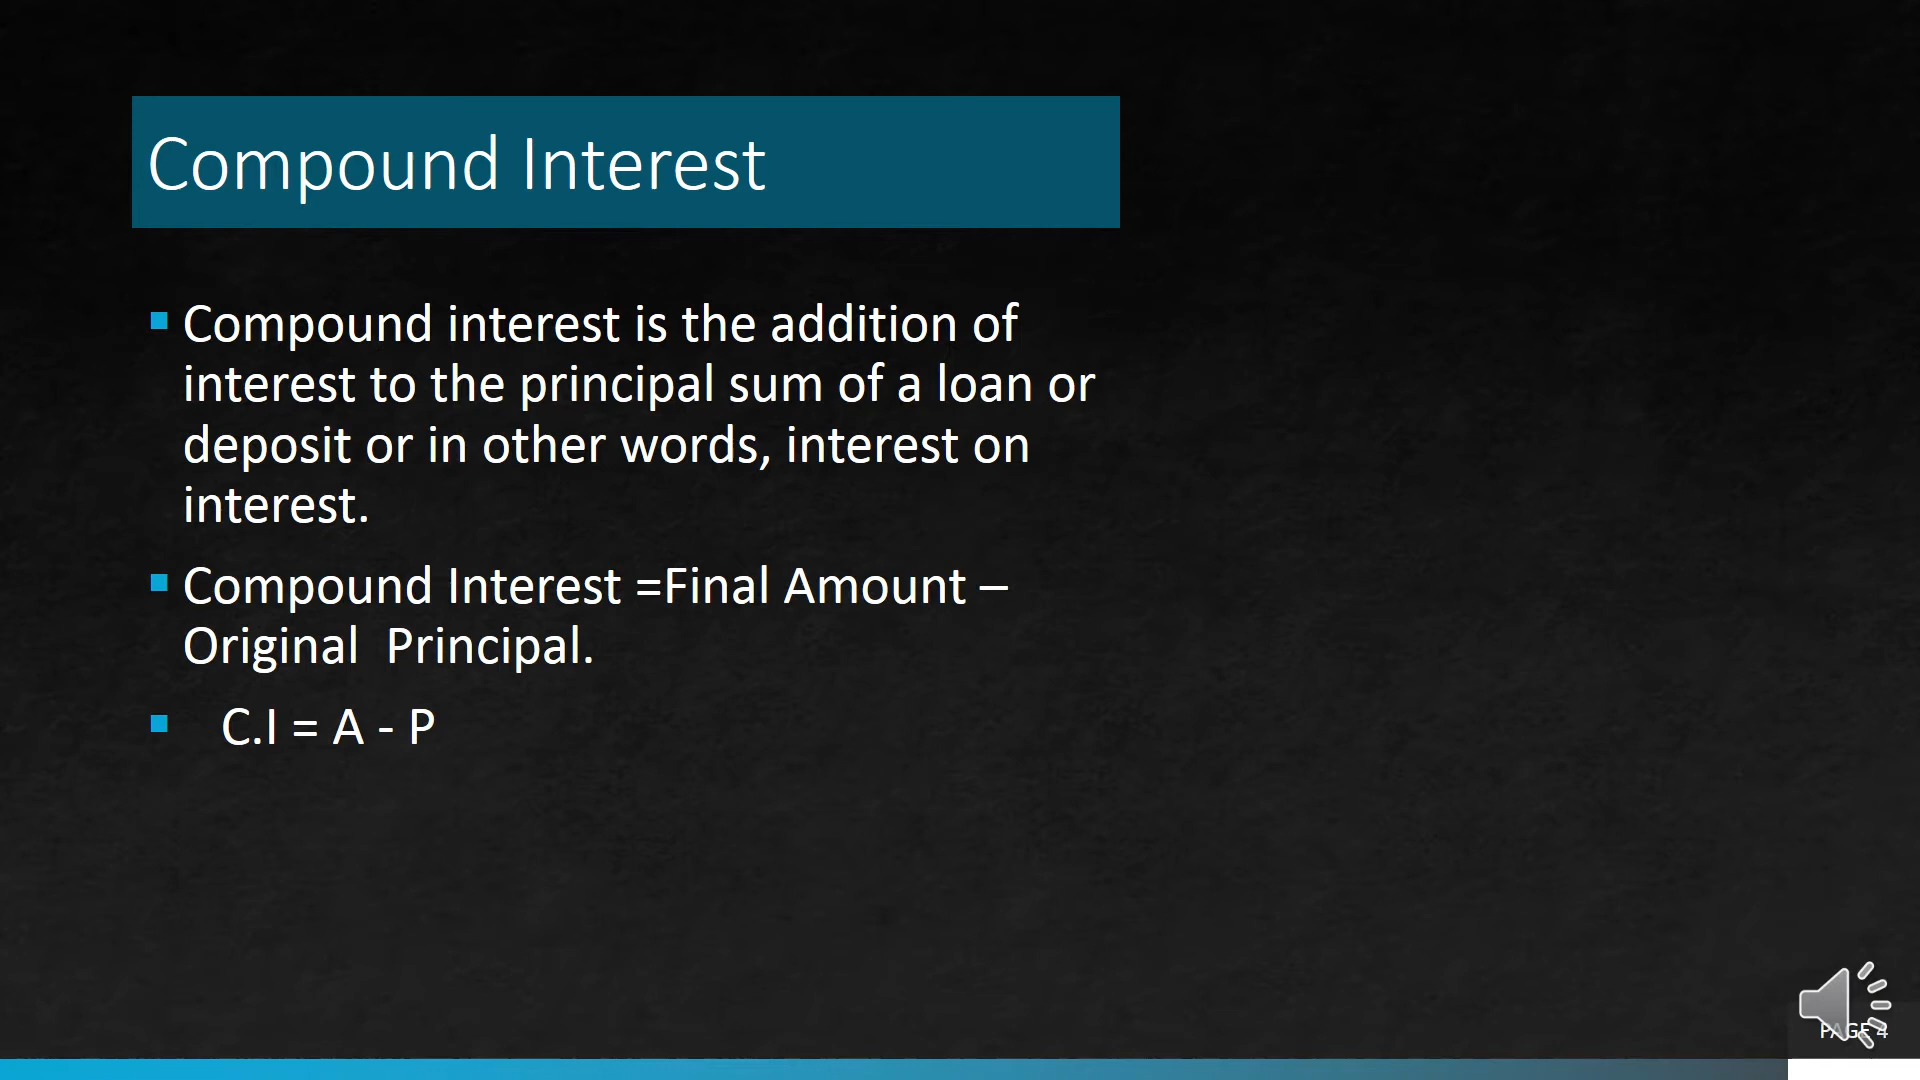 Compound Interest
Compound interest is the addition of
interest to the principal sum of a loan or
deposit or in other words, interest on
interest.
Compound Interest =Final Amount –
Original  Principal.
C.I = A - P
PAGE 4